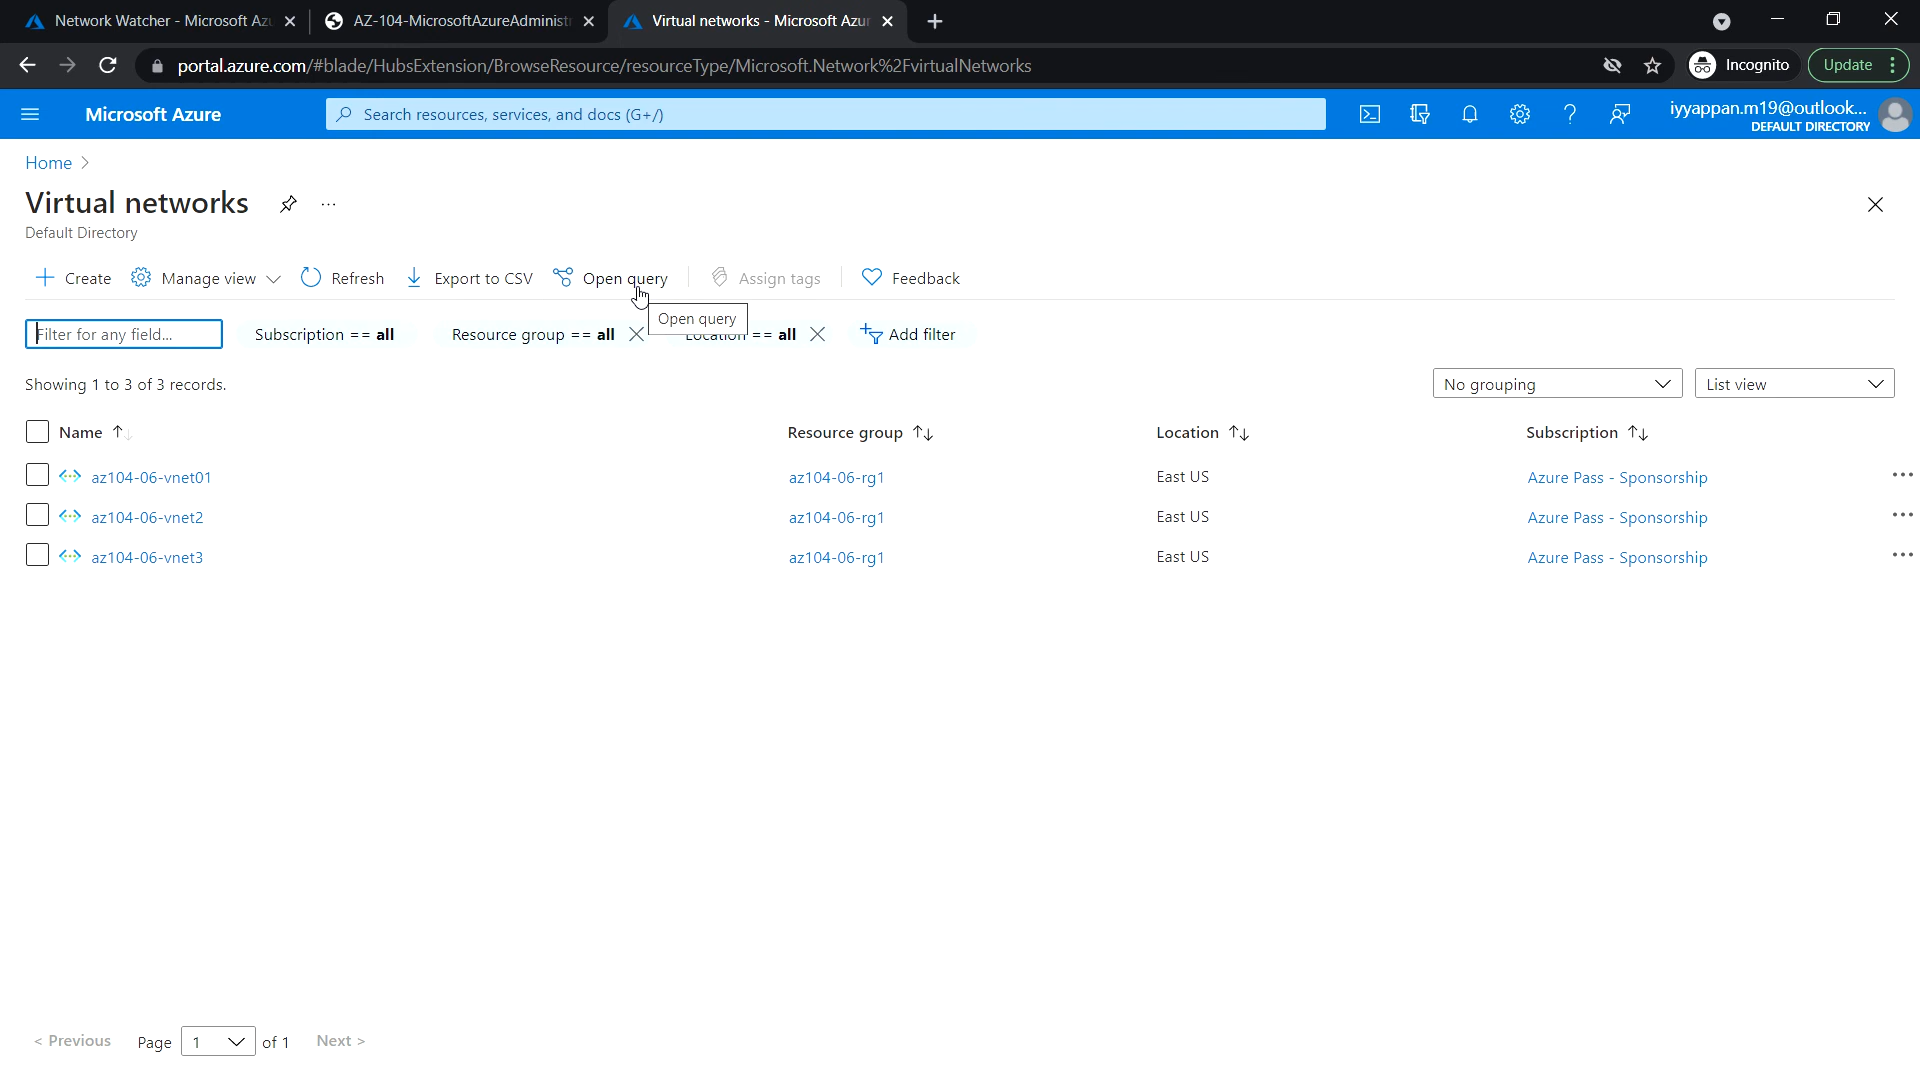 Network Watcher - Microsoft Az
AZ-104-MicrosoftAzureAdminist
Virtual networks - Microsoft Azur
portal.azure.com/#blade/HubsExtension/BrowseResource/resourceType/Microsoft.Network%2FvirtualNetworks
Incognito
Update
Microsoft Azure
Search resources, services, and docs (G+/)
iyyappan.m19@outlook...
DEFAULT DIRECTORY
Home >
Virtual networks
...
Default Directory
Create
Manage view
Refresh
Export to CSV
Open query
Assign tags
Feedback
Open query
Filter for any field...
Subscription == all
Resource group == all
Location == all
Add filter
Showing 1 to 3 of 3 records.
No grouping
List view
Name
Resource group
Location
Subscription
az104-06-vnet01
az104-06-rg1
East US
Azure Pass - Sponsorship
az104-06-vnet2
az104-06-rg1
East US
Azure Pass - Sponsorship
az104-06-vnet3
az104-06-rg1
East US
Azure Pass - Sponsorship
< Previous
Page
1
of 1
Next >